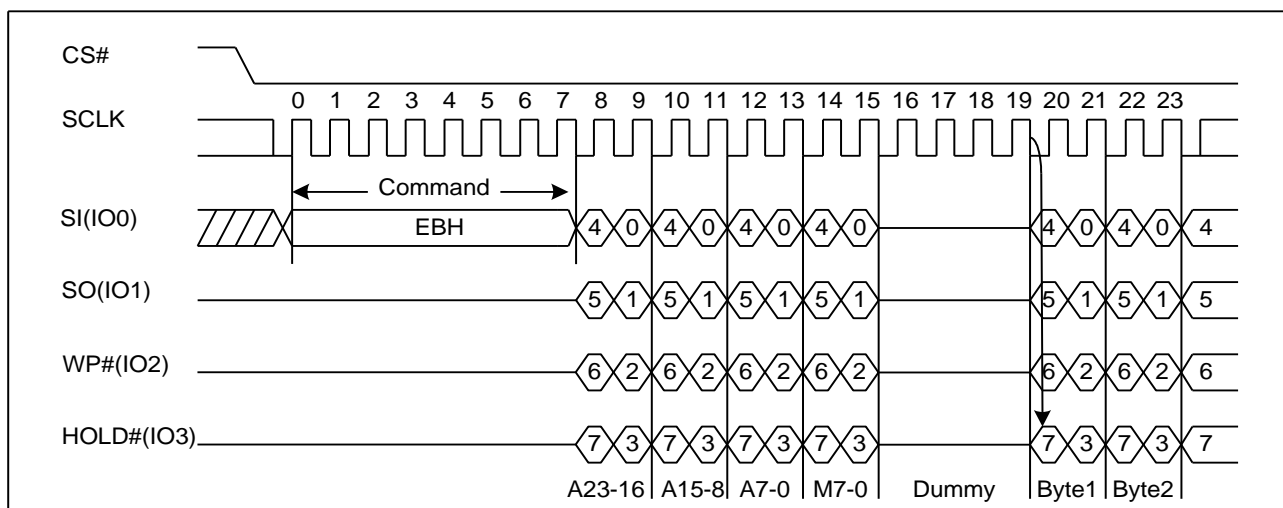 CS#
0 1 2 3 4 5 6 7 8 9 10 11 12 13 14 15 16 17 18 19 20 21 22 23
SCLK
Command
SI(IO0) EBH 4 0 4 0 4 0 4 0 4 0 4 0 4
SO(IO1) 5 1 5 1 5 1 5 1 5 1 5 1 5
WP#(IO2) 6 2 6 2 6 2 6 2 6 2 6 2 6
HOLD#(IO3) 7 3 7 3 7 3 7 3 7 3 7 3 7
A23-16 A15-8 A7-0 M7-0 Dummy Byte1 Byte2